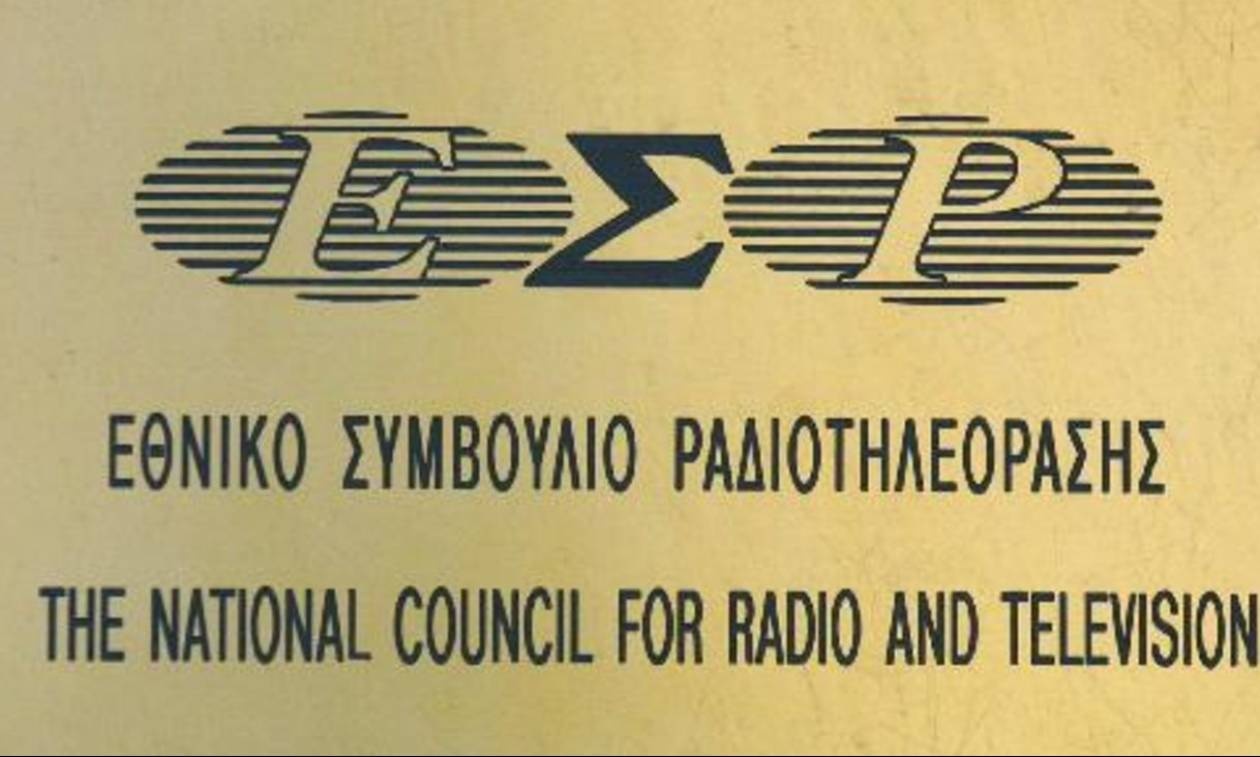 ΕΣΡ
ΕΘΝΙΚΟ ΣΥΜΒΟΥΛΙΟ ΡΑΔΙΟΤΗΛΕΟΡΑΣΗΣ
THE NATIONAL COUNCIL FOR RADIO AND TELEVISION